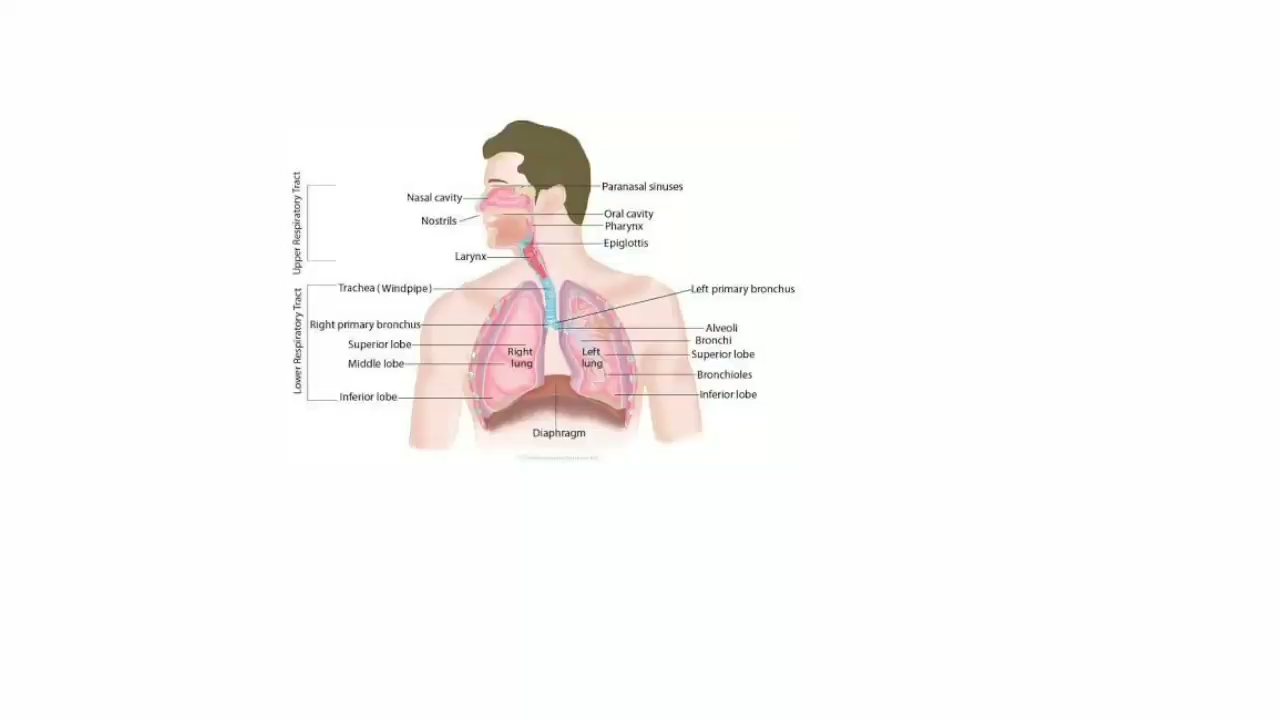 Upper Respiratory Tract
Paranasal sinuses
Nasal cavity
Oral cavity
Nostrils
Pharynx
Epiglottis
Larynx
Lower Respiratory Tract
Trachea (Windpipe)
Left primary bronchus
Right primary bronchus
Alveoli
Bronchi
Superior lobe
Superior lobe
Right
lung
Left
lung
Middle lobe
Bronchioles
Inferior lobe
Inferior lobe
Diaphragm